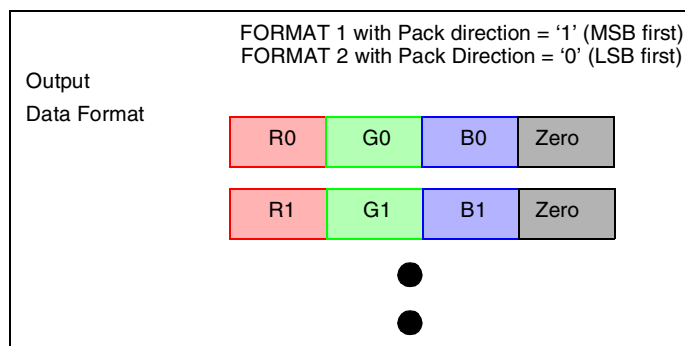 FORMAT 1 with Pack direction = ‘1’ (MSB first)
FORMAT 2 with Pack Direction = ‘0’ (LSB first)
Output
Data Format
R0 G0 B0 Zero
R1 G1 B1 Zero